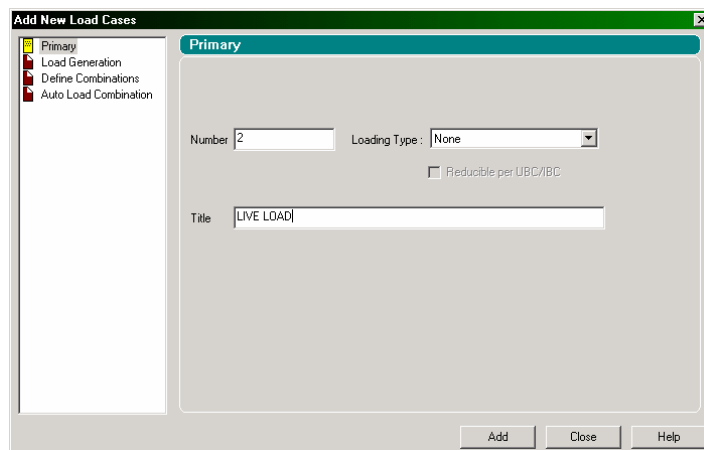 Add New Load Cases
Primary
Load Generation
Define Combinations
Auto Load Combination
Primary
Number 2 Loading Type : None
Reducible per UBC/IBC
Title LIVE LOAD
Add Close Help